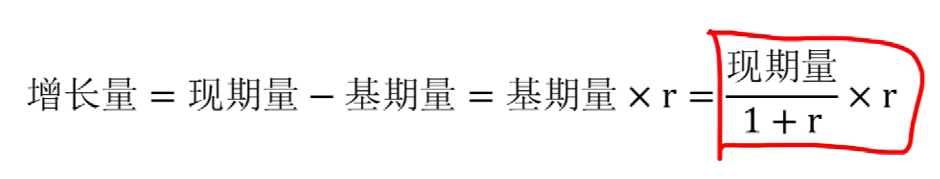 增长量 = 现期量 − 基期量 = 基期量 × r = 现期量/(1 + r) × r